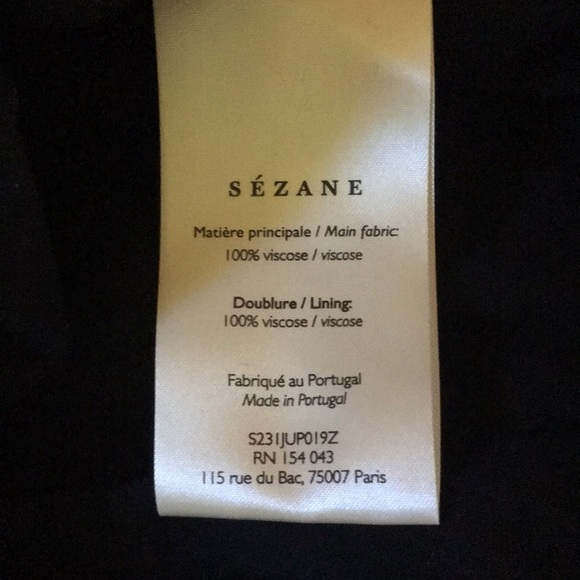 SÉZANE
Matière principale / Main fabric:
100% viscose / viscose
Doublure / Lining:
100% viscose / viscose
Fabriqué au Portugal
Made in Portugal
S231JUP019Z
RN 154 043
115 rue du Bac, 75007 Paris